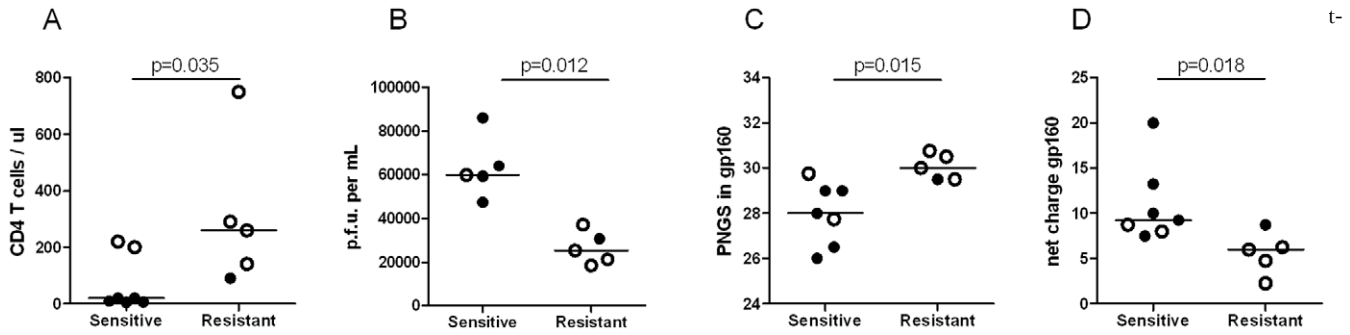 A
B
C
D
t-
p=0.035
p=0.012
p=0.015
p=0.018
CD4 T cells / ul
800
600
400
200
0
Sensitive Resistant
p.f.u. per mL
100000
80000
60000
40000
20000
0
Sensitive Resistant
PNGS in gp160
34
32
30
28
26
24
Sensitive Resistant
net charge gp160
25
20
15
10
5
0
Sensitive Resistant